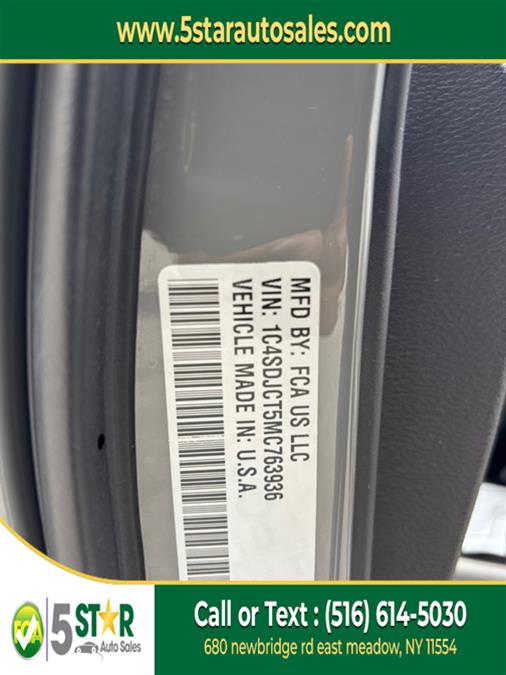 www.5starautosales.com
MFD BY: FCA US LLC
VIN: 1C4SDJCT5MC763936
VEHICLE MADE IN: U.S.A.
FCA
5 STAR
Auto Sales
Call or Text : (516) 614-5030
680 newbridge rd east meadow, NY 11554